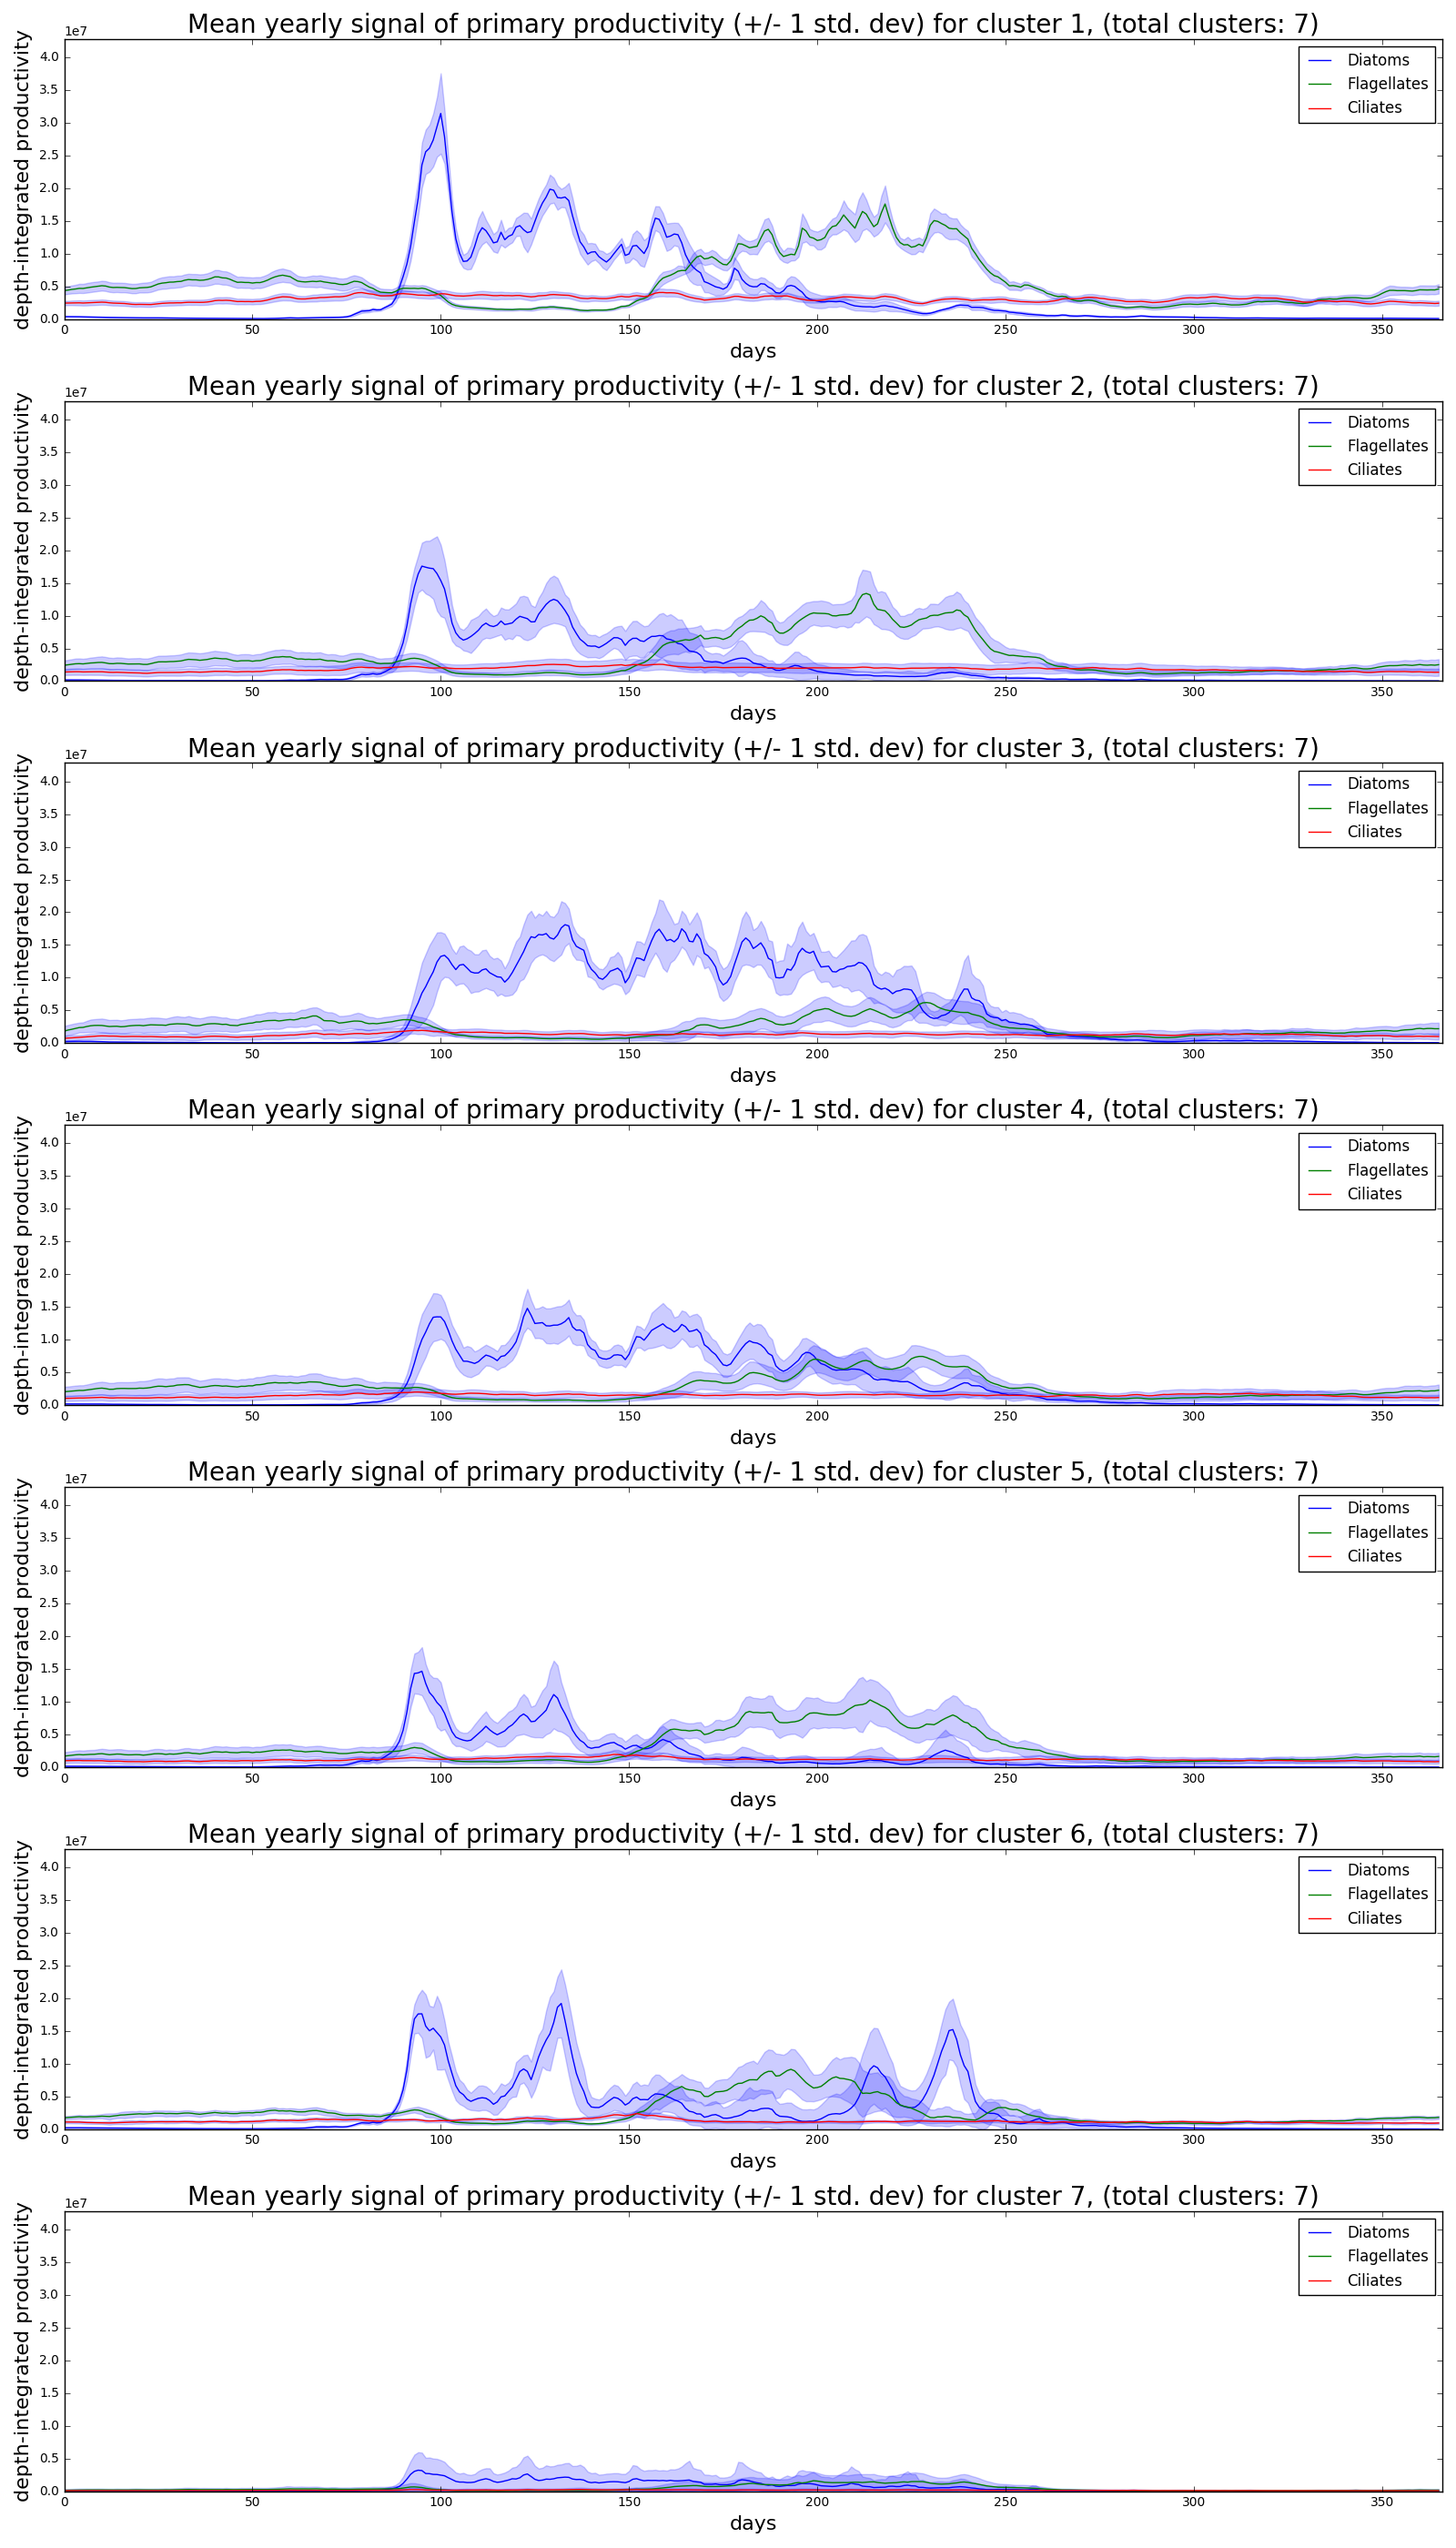 Mean yearly signal of primary productivity (+/- 1 std. dev) for cluster 1, (total clusters: 7)
1e7
depth-integrated productivity
4.0
3.5
3.0
2.5
2.0
1.5
1.0
0.5
0.0
Diatoms
Flagellates
Ciliates
0 50 100 150 200 250 300 350
days
Mean yearly signal of primary productivity (+/- 1 std. dev) for cluster 2, (total clusters: 7)
1e7
depth-integrated productivity
4.0
3.5
3.0
2.5
2.0
1.5
1.0
0.5
0.0
Diatoms
Flagellates
Ciliates
0 50 100 150 200 250 300 350
days
Mean yearly signal of primary productivity (+/- 1 std. dev) for cluster 3, (total clusters: 7)
1e7
depth-integrated productivity
4.0
3.5
3.0
2.5
2.0
1.5
1.0
0.5
0.0
Diatoms
Flagellates
Ciliates
0 50 100 150 200 250 300 350
days
Mean yearly signal of primary productivity (+/- 1 std. dev) for cluster 4, (total clusters: 7)
1e7
depth-integrated productivity
4.0
3.5
3.0
2.5
2.0
1.5
1.0
0.5
0.0
Diatoms
Flagellates
Ciliates
0 50 100 150 200 250 300 350
days
Mean yearly signal of primary productivity (+/- 1 std. dev) for cluster 5, (total clusters: 7)
1e7
depth-integrated productivity
4.0
3.5
3.0
2.5
2.0
1.5
1.0
0.5
0.0
Diatoms
Flagellates
Ciliates
0 50 100 150 200 250 300 350
days
Mean yearly signal of primary productivity (+/- 1 std. dev) for cluster 6, (total clusters: 7)
1e7
depth-integrated productivity
4.0
3.5
3.0
2.5
2.0
1.5
1.0
0.5
0.0
Diatoms
Flagellates
Ciliates
0 50 100 150 200 250 300 350
days
Mean yearly signal of primary productivity (+/- 1 std. dev) for cluster 7, (total clusters: 7)
1e7
depth-integrated productivity
4.0
3.5
3.0
2.5
2.0
1.5
1.0
0.5
0.0
Diatoms
Flagellates
Ciliates
0 50 100 150 200 250 300 350
days